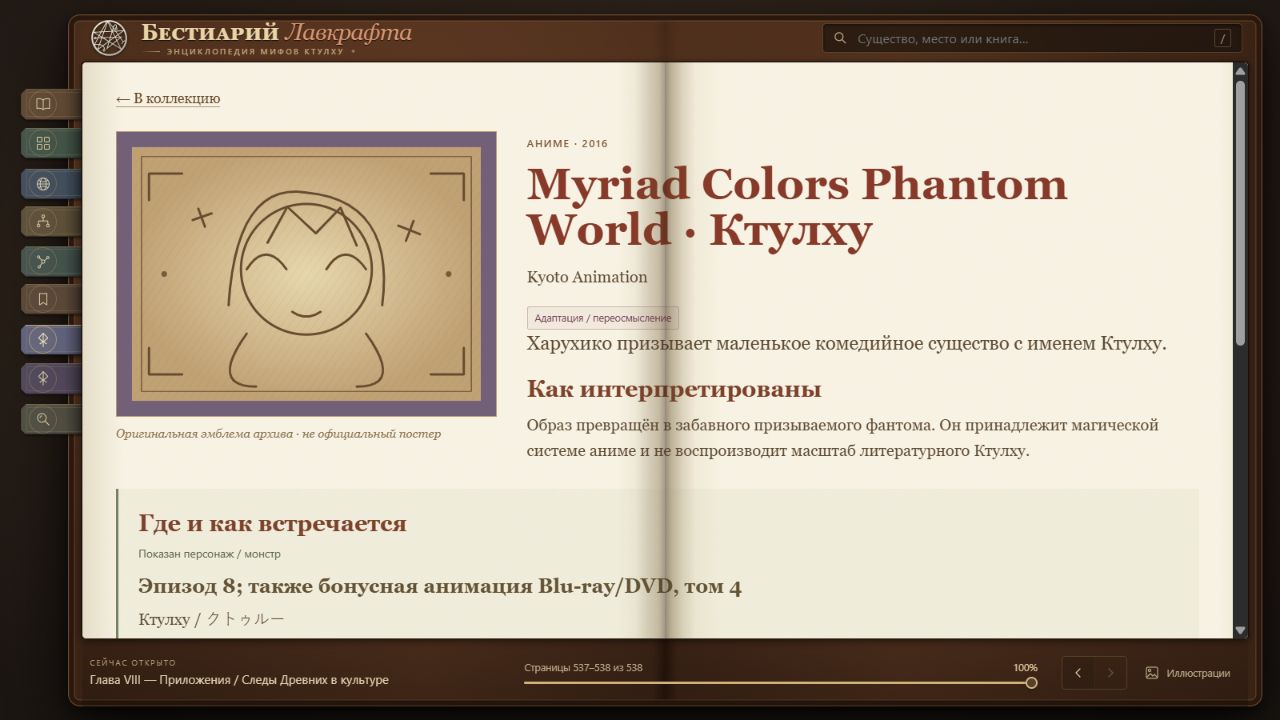 Бестиарий Лавкрафта
ЭНЦИКЛОПЕДИЯ МИФОВ КТУЛХУ
Существо, место или книга...
/
← В коллекцию
АНИМЕ · 2016
Myriad Colors Phantom
World · Ктулху
Kyoto Animation
Адаптация / переосмысление
Харухико призывает маленькое комедийное существо с именем Ктулху.
Как интерпретированы
Образ превращён в забавного призываемого фантома. Он принадлежит магической
системе аниме и не воспроизводит масштаб литературного Ктулху.
Оригинальная эмблема архива · не официальный постер
Где и как встречается
Показан персонаж / монстр
Эпизод 8; также бонусная анимация Blu-ray/DVD, том 4
Ктулху / クトゥルー
СЕЙЧАС ОТКРЫТО
Глава VIII — Приложения / Следы Древних в культуре
Страницы 537–538 из 538
100%
Иллюстрации